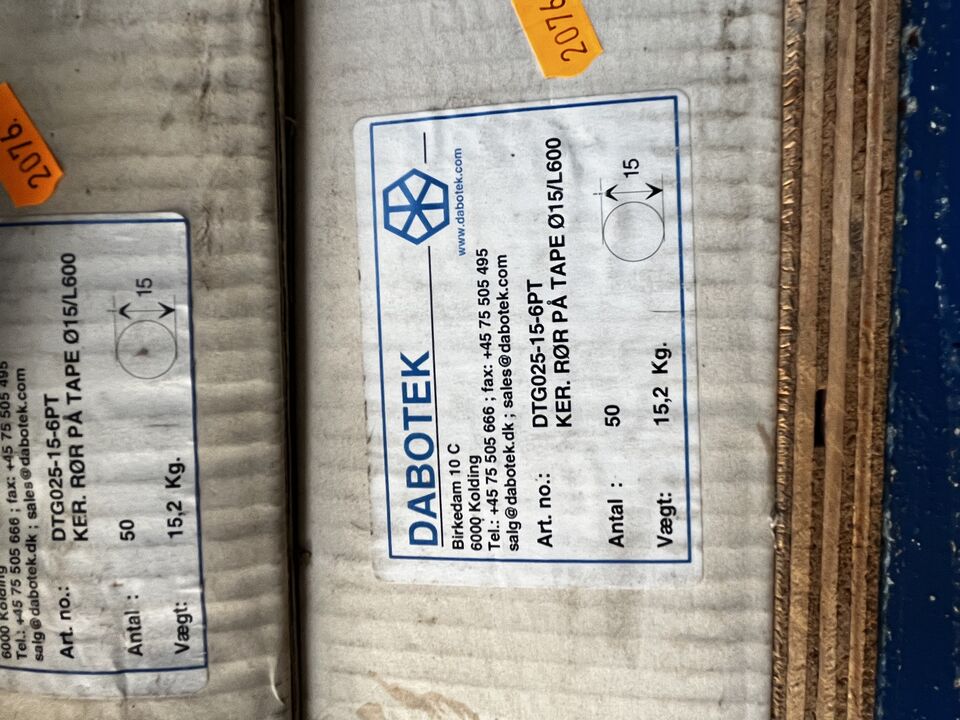 2076.
6000 Kolding
Tel.: +45 75 505 666 ; fax: +45 75 505 495
salg@dabotek.dk ; sales@dabotek.com
Art. no.: DTG025-15-6PT
KER. RØR PÅ TAPE Ø15/L600
Antal : 50
15
Vægt: 15,2 Kg.
2076
DABOTEK
www.dabotek.com
Birkedam 10 C
6000 Kolding
Tel.: +45 75 505 666 ; fax: +45 75 505 495
salg@dabotek.dk ; sales@dabotek.com
Art. no.: DTG025-15-6PT
KER. RØR PÅ TAPE Ø15/L600
Antal : 50
15
Vægt: 15,2 Kg.